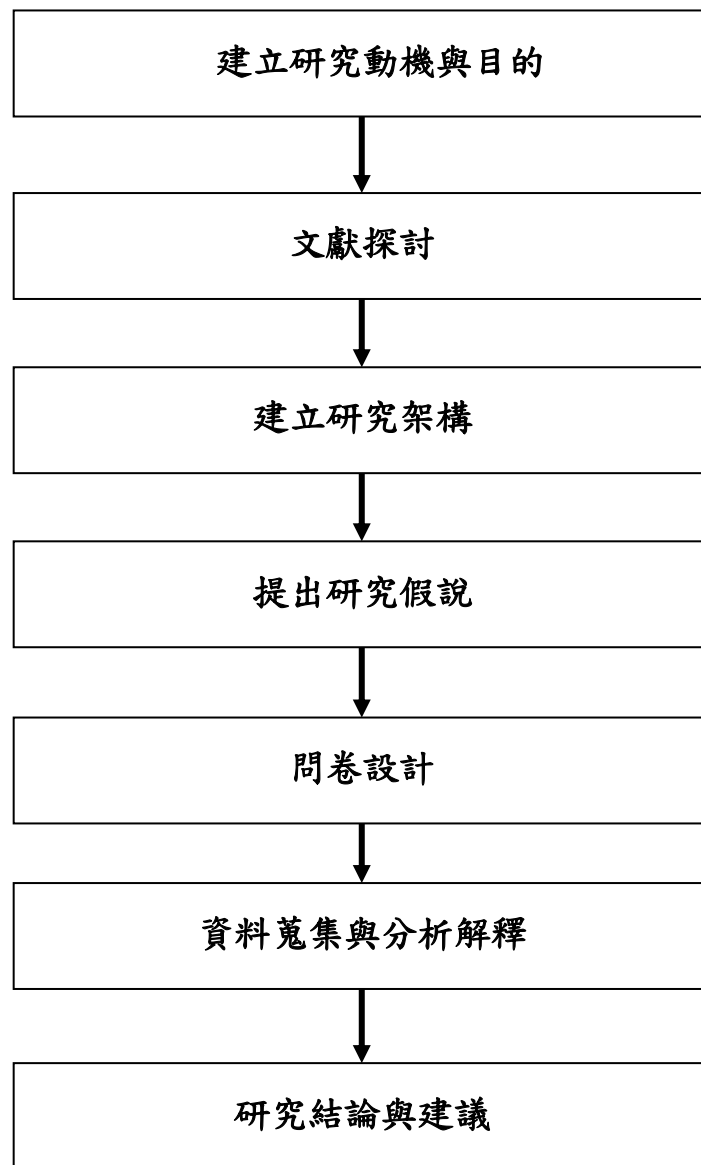 建立研究動機與目的
文獻探討
建立研究架構
提出研究假說
問卷設計
資料蒐集與分析解釋
研究結論與建議